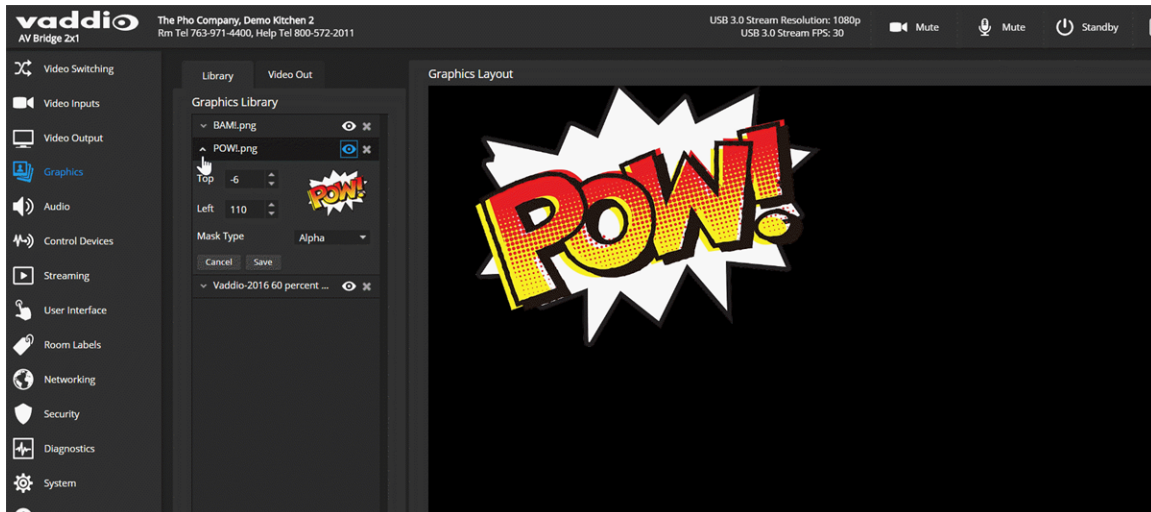 vaddio
AV Bridge 2x1
The Pho Company, Demo Kitchen 2
Rm Tel 763-971-4400, Help Tel 800-572-2011
USB 3.0 Stream Resolution: 1080p
USB 3.0 Stream FPS: 30
Mute
Mute
Standby
Video Switching
Video Inputs
Video Output
Graphics
Audio
Control Devices
Streaming
User Interface
Room Labels
Networking
Security
Diagnostics
System
Library
Video Out
Graphics Library
BAM!.png
POW!.png
Top -6
Left 110
POW!
Mask Type Alpha
Cancel Save
Vaddio-2016 60 percent ...
Graphics Layout
POW!